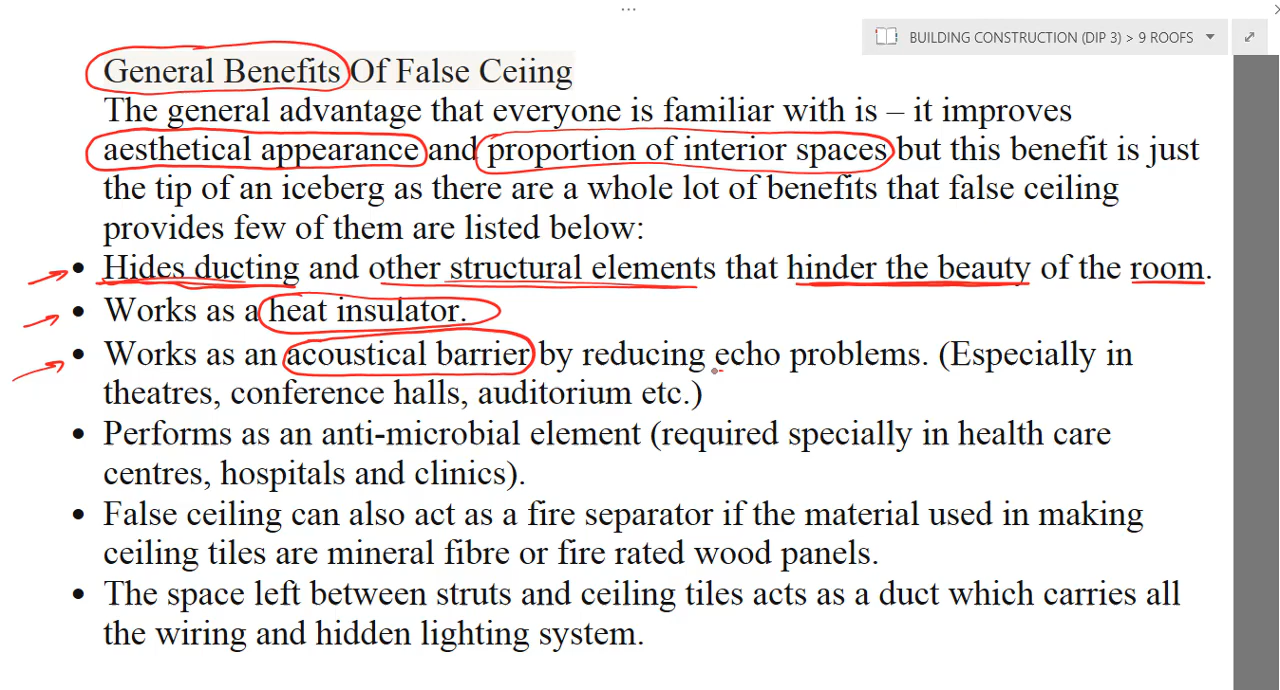 ...
BUILDING CONSTRUCTION (DIP 3) > 9 ROOFS
General Benefits Of False Ceiing
The general advantage that everyone is familiar with is – it improves
aesthetical appearance and proportion of interior spaces but this benefit is just
the tip of an iceberg as there are a whole lot of benefits that false ceiling
provides few of them are listed below:
• Hides ducting and other structural elements that hinder the beauty of the room.
• Works as a heat insulator.
• Works as an acoustical barrier by reducing echo problems. (Especially in
theatres, conference halls, auditorium etc.)
• Performs as an anti-microbial element (required specially in health care
centres, hospitals and clinics).
• False ceiling can also act as a fire separator if the material used in making
ceiling tiles are mineral fibre or fire rated wood panels.
• The space left between struts and ceiling tiles acts as a duct which carries all
the wiring and hidden lighting system.